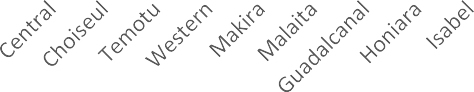 Central
Choiseul
Temotu
Western
Makira
Malaita
Guadalcanal
Honiara
Isabel